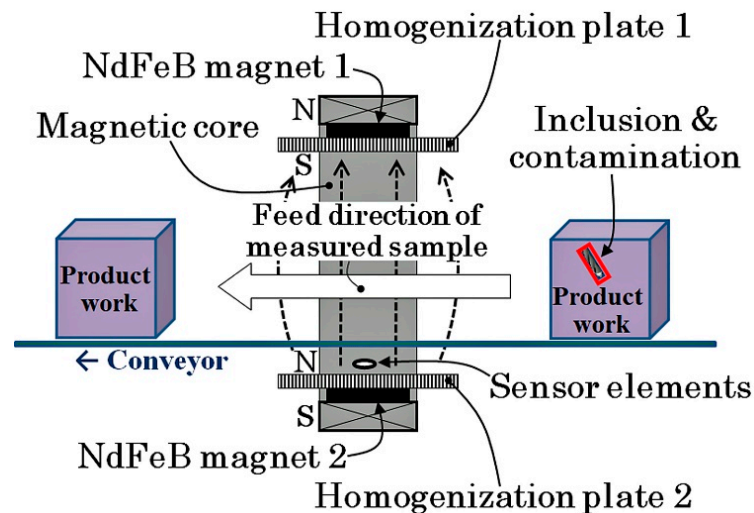 Homogenization plate 1
NdFeB magnet 1
N
Magnetic core
Inclusion &
contamination
S
Feed direction of
measured sample
Product
work
Product
work
← Conveyor
N
Sensor elements
S
NdFeB magnet 2
Homogenization plate 2